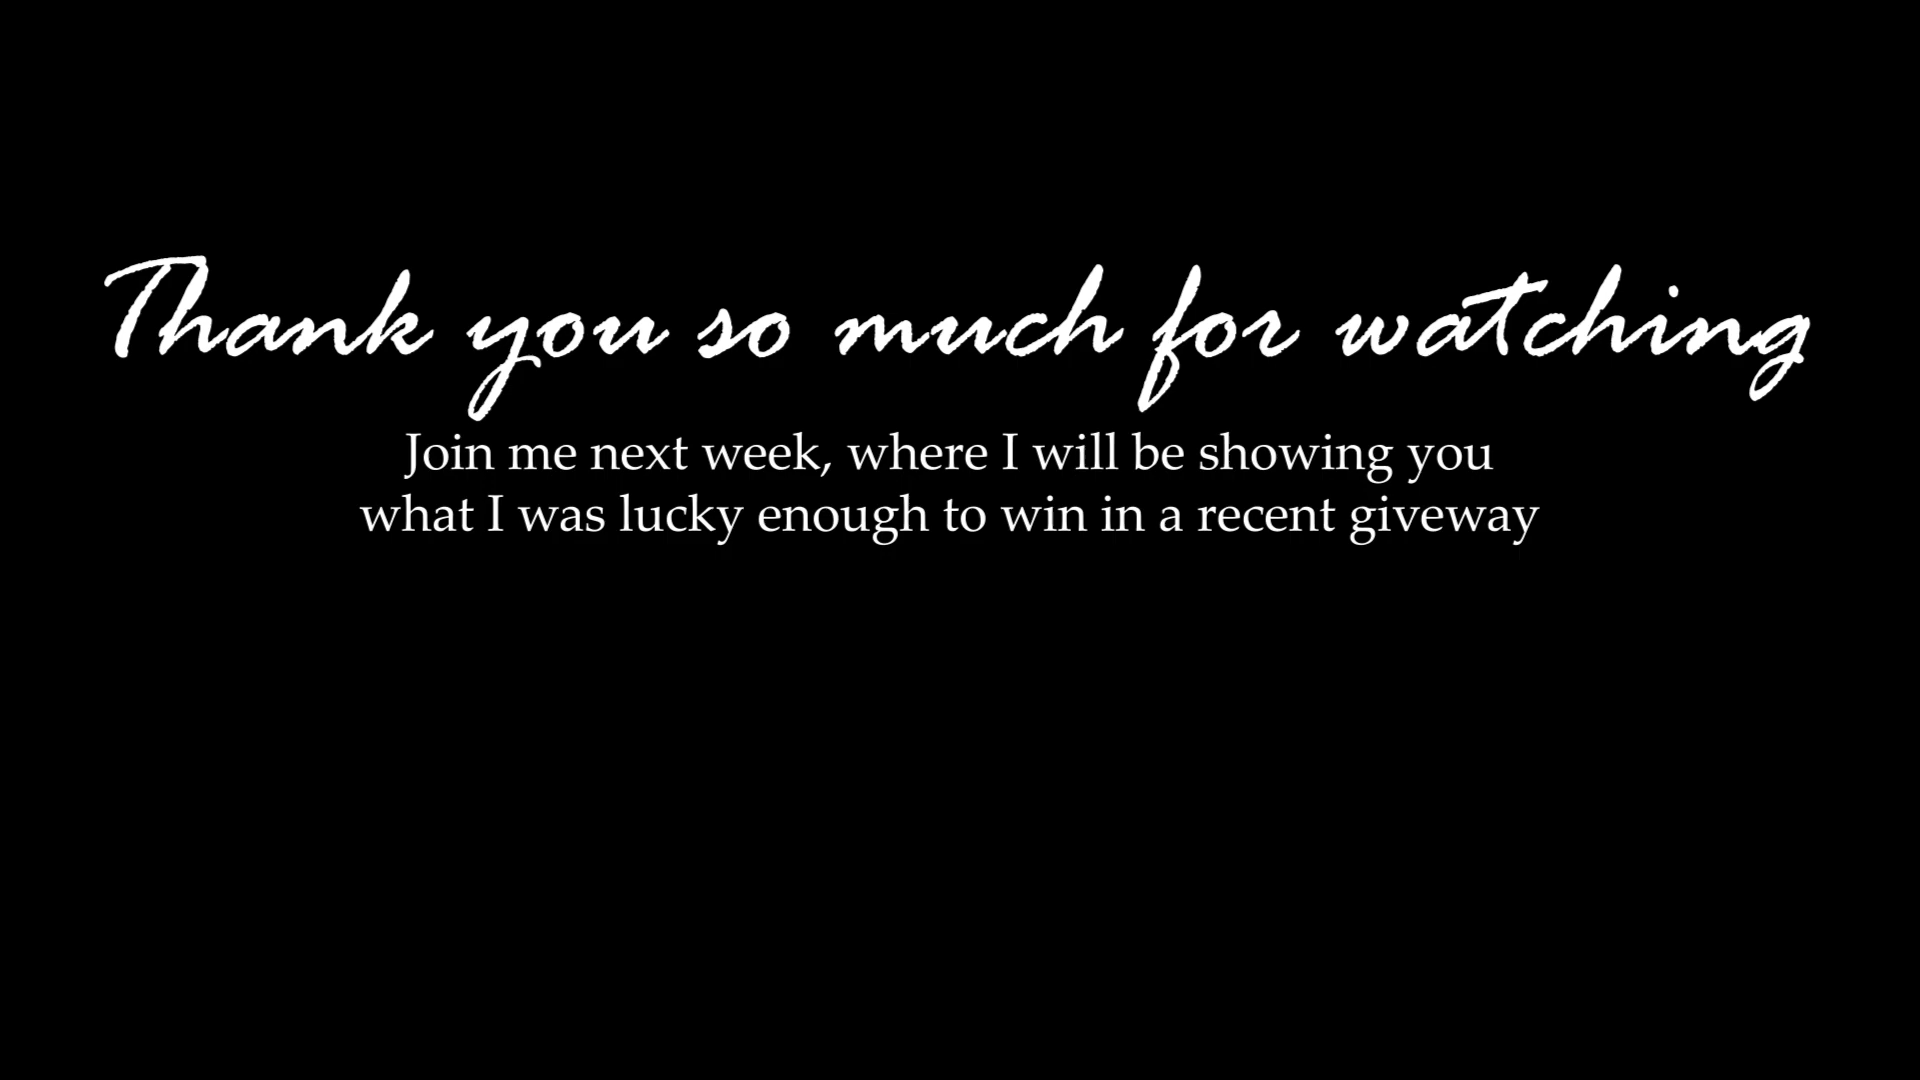 Thank you so much for watching
Join me next week, where I will be showing you
what I was lucky enough to win in a recent giveway